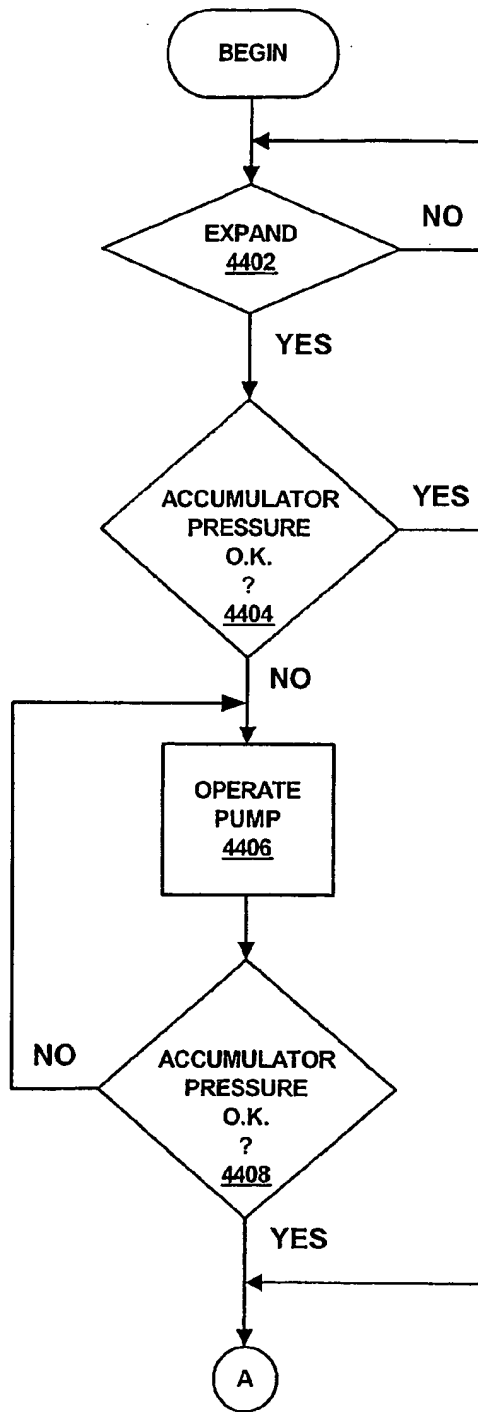 BEGIN
EXPAND
4402
NO
YES
ACCUMULATOR
PRESSURE
O.K.
?
4404
YES
NO
OPERATE
PUMP
4406
NO
ACCUMULATOR
PRESSURE
O.K.
?
4408
YES
A